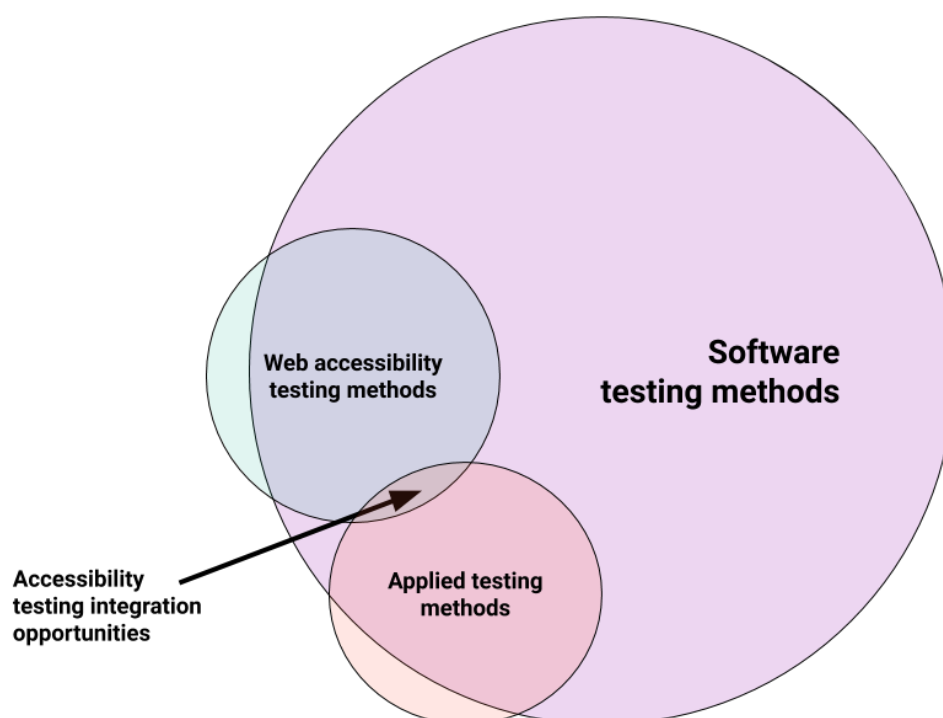 Software
testing methods
Web accessibility
testing methods
Applied testing
methods
Accessibility
testing integration
opportunities